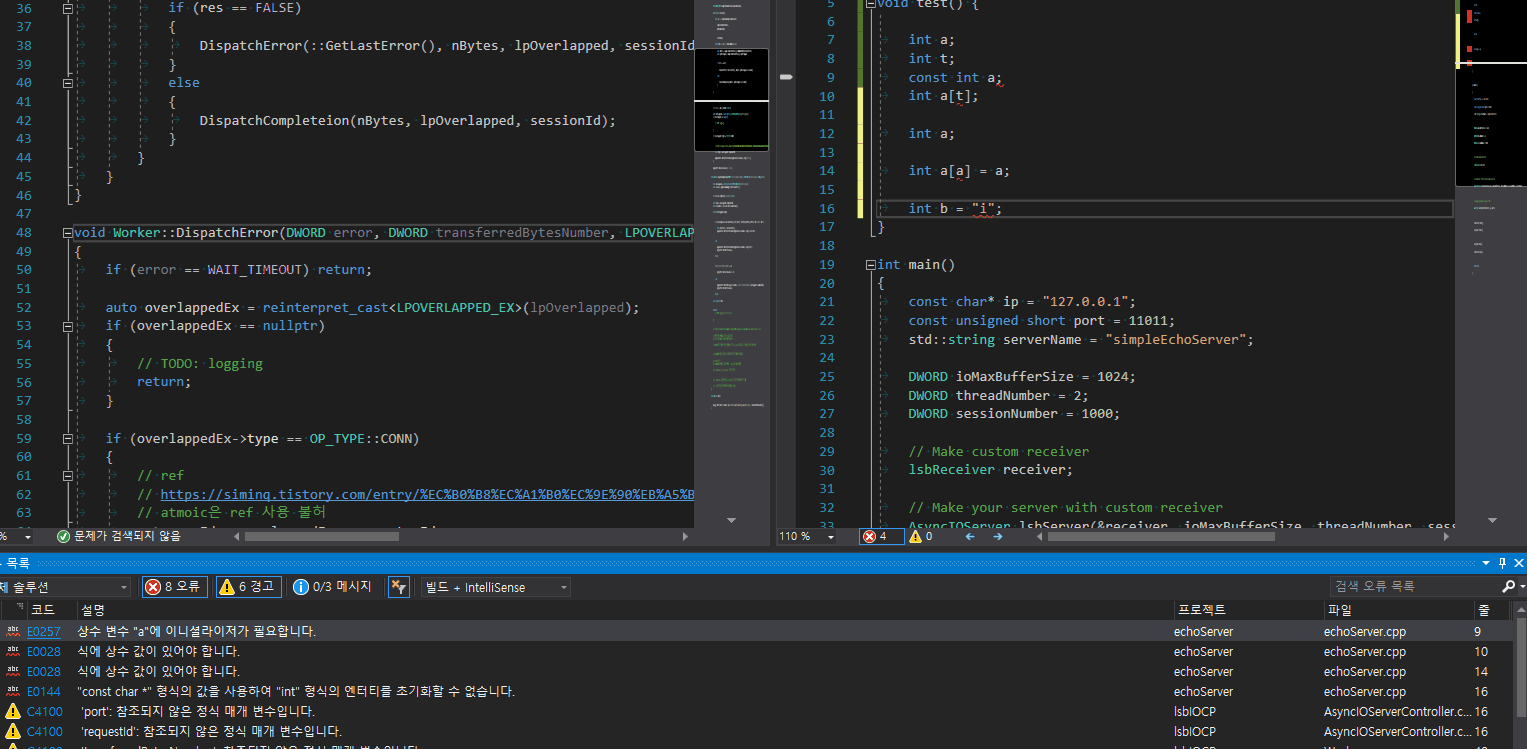 36 if (res == FALSE)
37 {
38 DispatchError(::GetLastError(), nBytes, lpOverlapped, sessionId
39 }
40 else
41 {
42 DispatchCompleteion(nBytes, lpOverlapped, sessionId);
43 }
44 }
45 }
46 }
47
48 void Worker::DispatchError(DWORD error, DWORD transferredBytesNumber, LPOVERLAP
49 {
50 if (error == WAIT_TIMEOUT) return;
51
52 auto overlappedEx = reinterpret_cast<LPOVERLAPPED_EX>(lpOverlapped);
53 if (overlappedEx == nullptr)
54 {
55 // TODO: logging
56 return;
57 }
58
59 if (overlappedEx->type == OP_TYPE::CONN)
60 {
61 // ref
62 // https://siminq.tistory.com/entry/%EC%B0%B8%EC%A1%B0%EC%9E%90%EB%A5%B
63 // atmoic은 ref 사용 불허
% 문제가 검색되지 않음
5 void test() {
6
7 int a;
8 int t;
9 const int a;
10 int a[t];
11
12 int a;
13
14 int a[a] = a;
15
16 int b = "i";
17 }
18
19 int main()
20 {
21 const char* ip = "127.0.0.1";
22 const unsigned short port = 11011;
23 std::string serverName = "simpleEchoServer";
24
25 DWORD ioMaxBufferSize = 1024;
26 DWORD threadNumber = 2;
27 DWORD sessionNumber = 1000;
28
29 // Make custom receiver
30 lsbReceiver receiver;
31
32 // Make your server with custom receiver
33 AsyncIOServer lsbServer(&receiver, ioMaxBufferSize, threadNumber, sess
110 % 4 0
목록
체 솔루션 8 오류 6 경고 0/3 메시지 빌드 + IntelliSense 검색 오류 목록
코드 설명 프로젝트 파일 줄
abc E0257 상수 변수 "a"에 이니셜라이저가 필요합니다. echoServer echoServer.cpp 9
abc E0028 식에 상수 값이 있어야 합니다. echoServer echoServer.cpp 10
abc E0028 식에 상수 값이 있어야 합니다. echoServer echoServer.cpp 14
abc E0144 "const char *" 형식의 값을 사용하여 "int" 형식의 엔터티를 초기화할 수 없습니다. echoServer echoServer.cpp 16
C4100 'port': 참조되지 않은 정식 매개 변수입니다. lsbIOCP AsyncIOServerController.c... 16
C4100 'requestId': 참조되지 않은 정식 매개 변수입니다. lsbIOCP AsyncIOServerController.c... 16